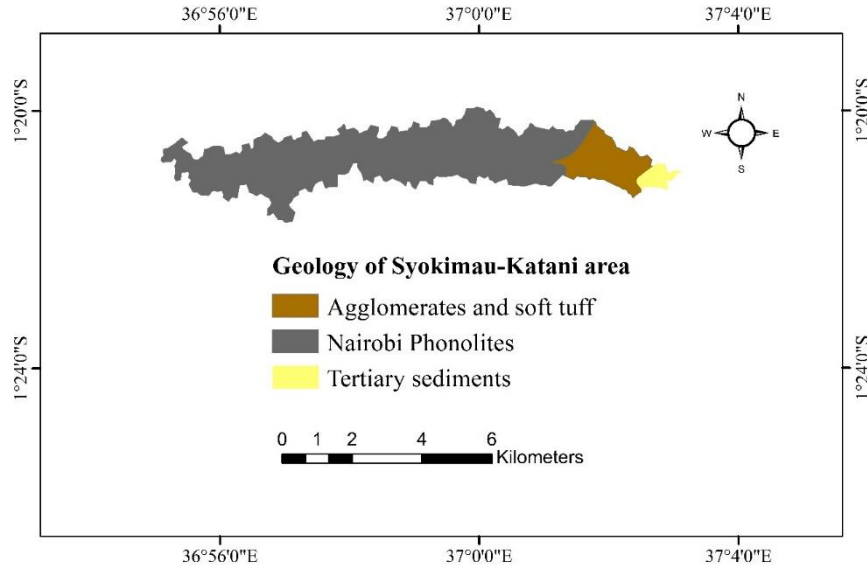 36°56'0"E 37°0'0"E 37°4'0"E
1°20'0"S 1°20'0"S
N
W E
S
Geology of Syokimau-Katani area
Agglomerates and soft tuff
Nairobi Phonolites
Tertiary sediments
1°24'0"S 1°24'0"S
0 1 2 4 6
Kilometers
36°56'0"E 37°0'0"E 37°4'0"E